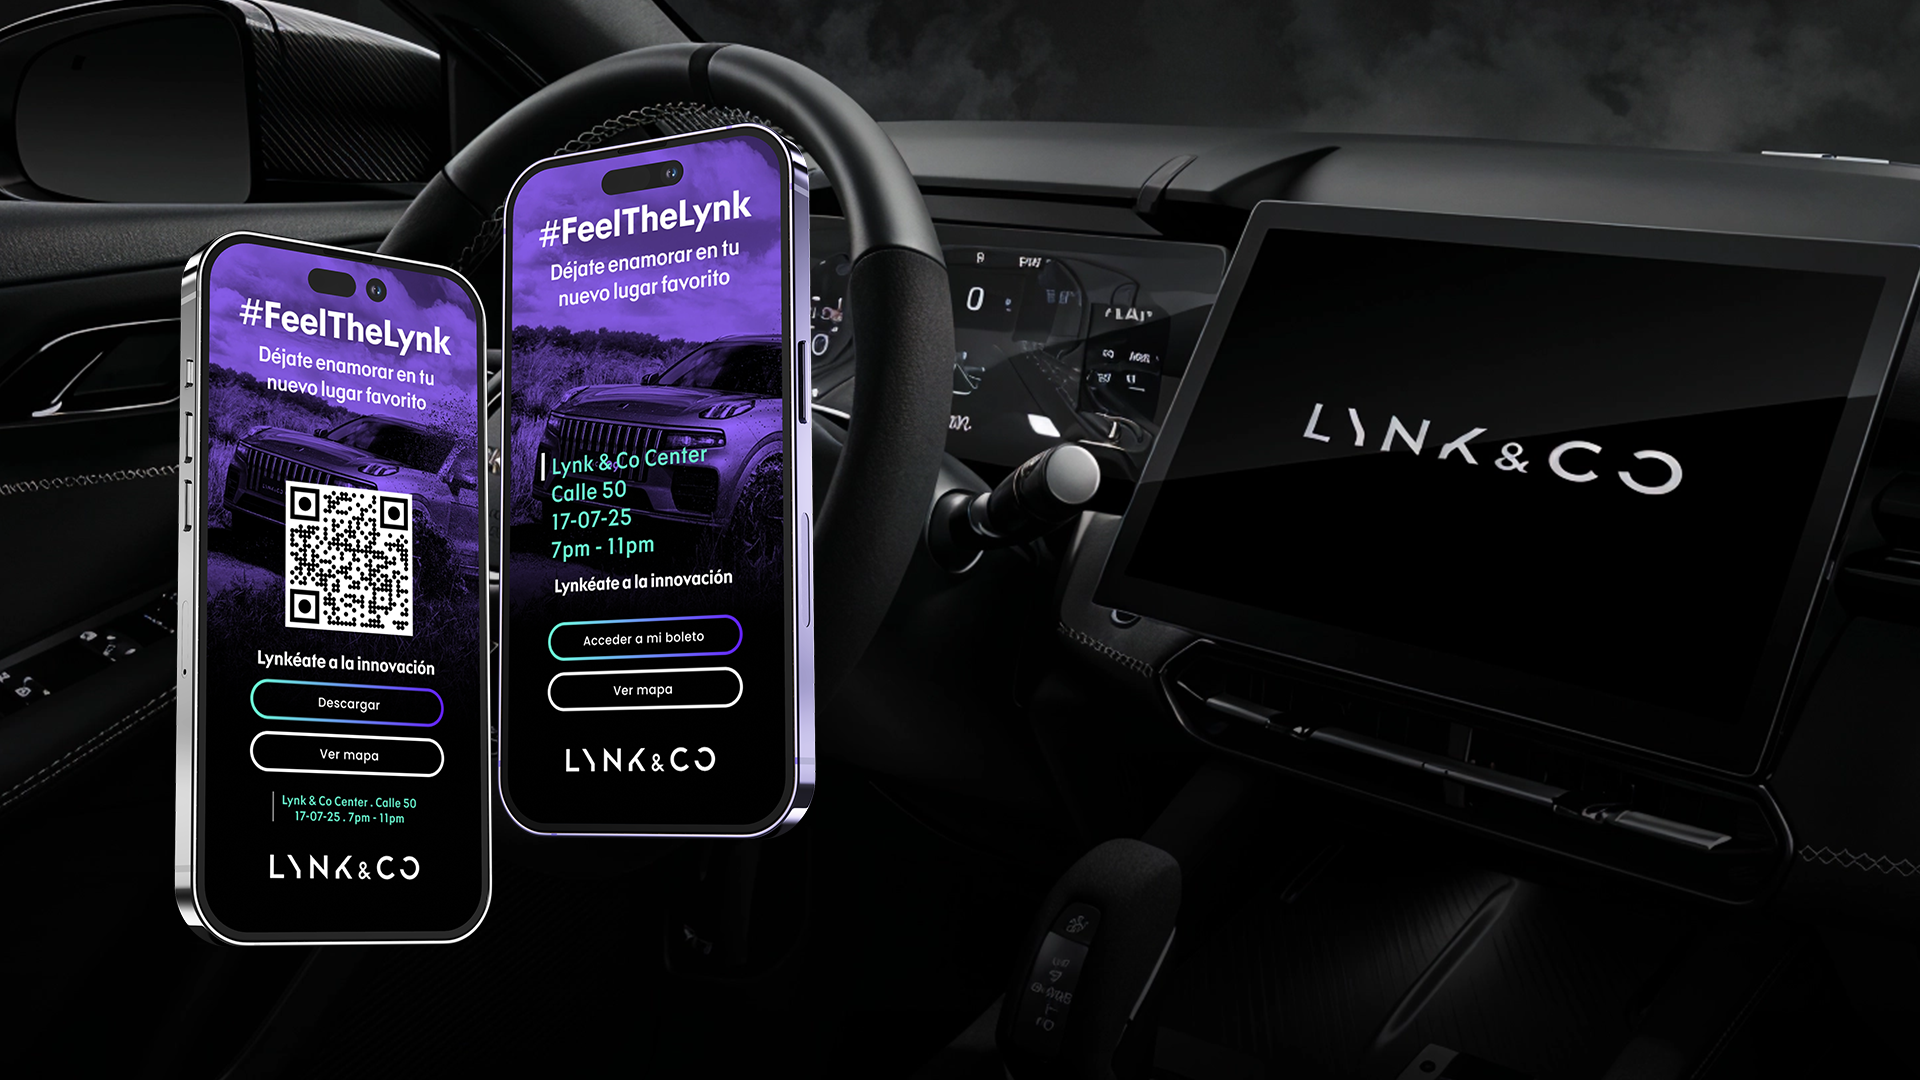 #FeelTheLynk
Déjate enamorar en tu
nuevo lugar favorito
Lynkéate a la innovación
Descargar
Ver mapa
Lynk & Co Center . Calle 50
17-07-25 . 7pm - 11pm
LYNK&CO
#FeelTheLynk
Déjate enamorar en tu
nuevo lugar favorito
Lynk & Co Center
Calle 50
17-07-25
7pm - 11pm
Lynkéate a la innovación
Acceder a mi boleto
Ver mapa
LYNK&CO
0
LYNK&CO